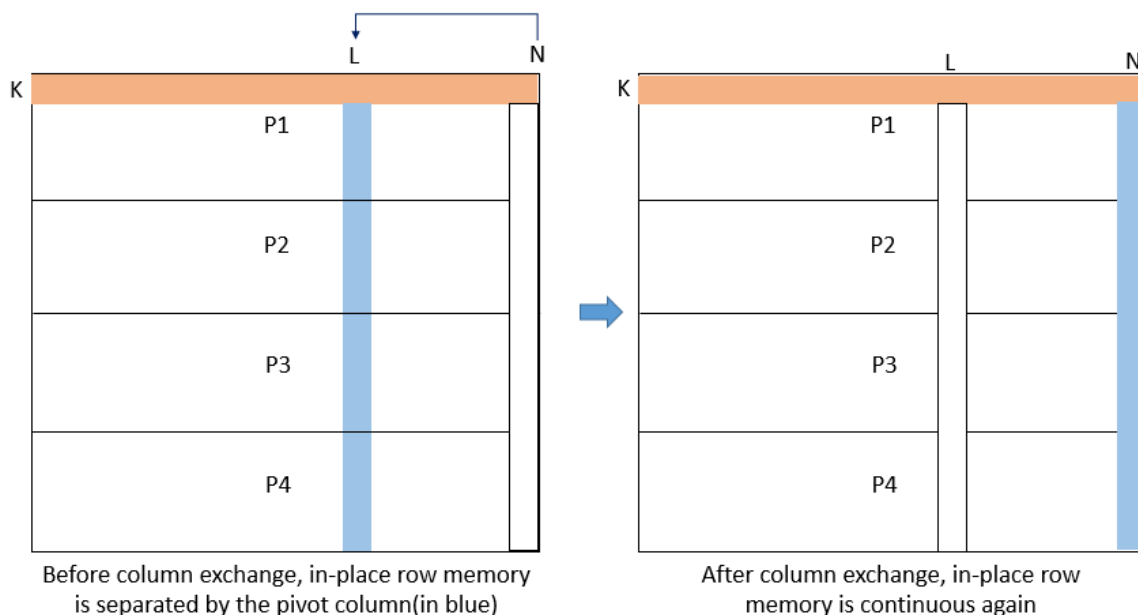 L
N
K
P1
P2
P3
P4
Before column exchange, in-place row memory
is separated by the pivot column(in blue)
L
N
K
P1
P2
P3
P4
After column exchange, in-place row
memory is continuous again